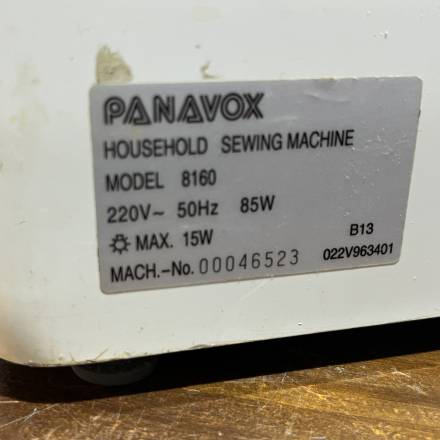 PANAVOX
HOUSEHOLD SEWING MACHINE
MODEL 8160
220V~ 50Hz 85W
MAX. 15W B13
MACH.-No. 00046523 022V963401